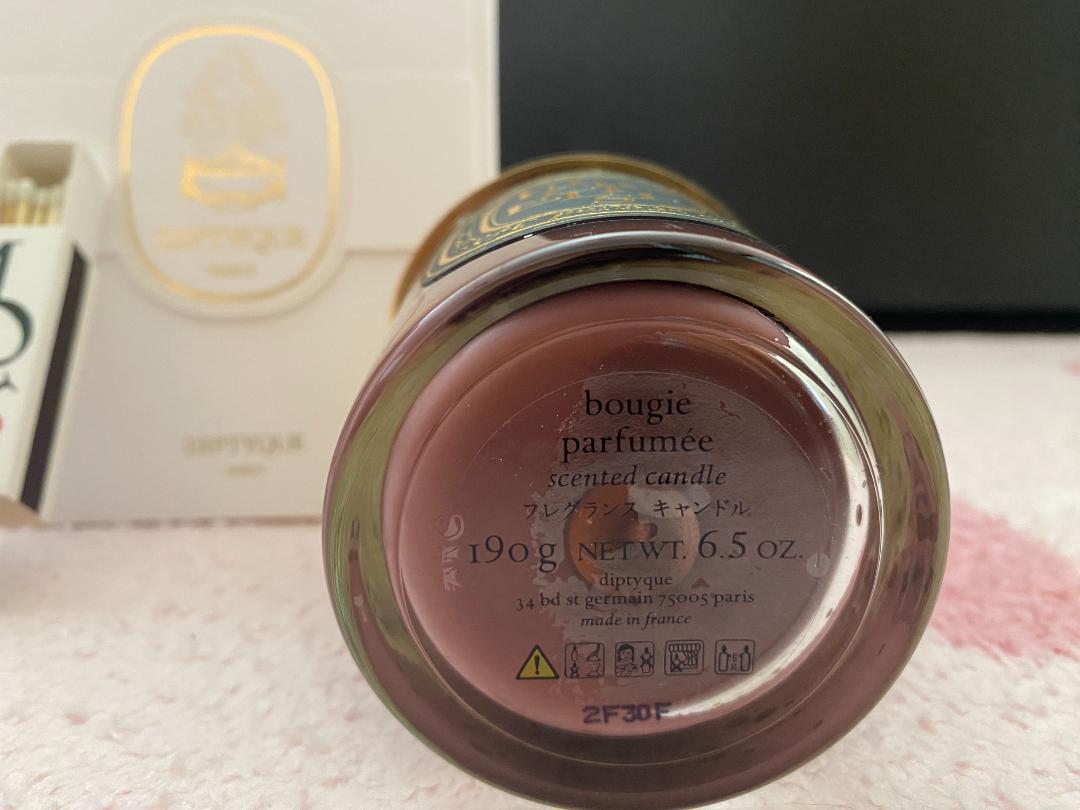 DIPTYQUE
DIPTYQUE
bougie
parfumée
scented candle
フレグランス キャンドル
190 g NET WT. 6.5 OZ.
diptyque
34 bd st germain 75005 paris
made in france
2F30F